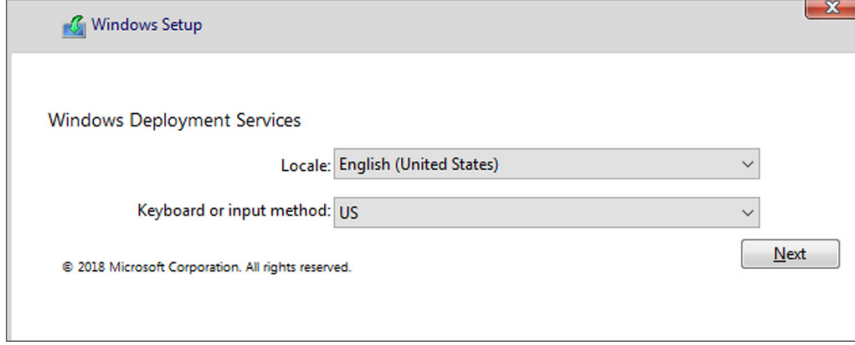 Windows Setup
Windows Deployment Services
Locale: English (United States)
Keyboard or input method: US
Next
© 2018 Microsoft Corporation. All rights reserved.